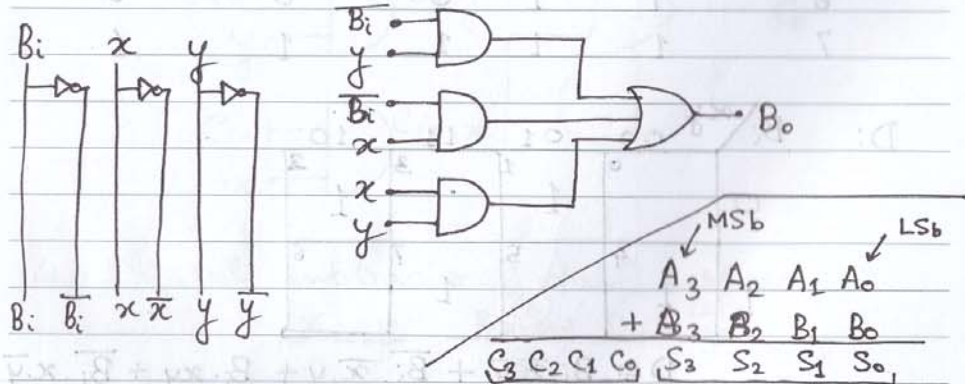 Bi x y
B̅i̅
y
B̅i̅
x
x
y
Bo
Bi B̅i̅ x x̅ y y̅
MSb LSb
A3 A2 A1 A0
+ B3 B2 B1 B0
C3 C2 C1 C0, S3 S2 S1 S0